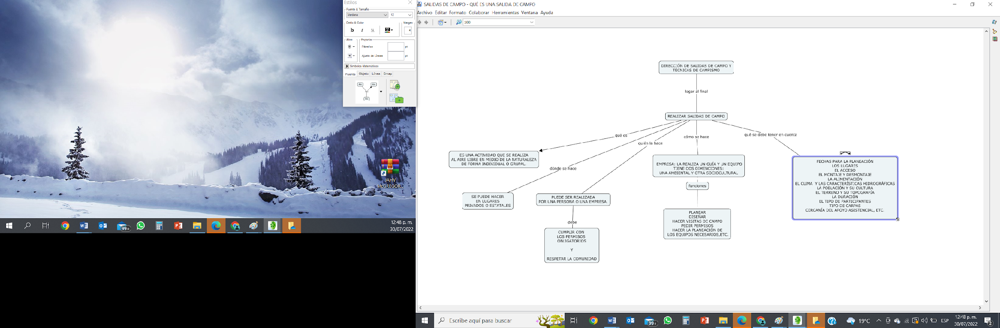 Estilos
Fuente & Tamaño
Verdana
12
Estilo & Color
Margen
b
i
u
4
Aline
Espaciar
Párrafos
pt
Ajuste de Líneas
pt
Símbolos Matematicos
Fuente
Objeto
Línea
Cmap
Abc
Abc
Abc
JAHV
McGREGOR...
99+
12:48 p. m.
30/07/2022
SALIDAS DE CAMPO - QUÉ ES UNA SALIDA DE CAMPO
Archivo Editar Formato Colaborar Herramientas Ventana Ayuda
100
DIRECCIÓN DE SALIDAS DE CAMPO Y
TÉCNICAS DE CAMPISMO
logar al final
REALIZAR SALIDAS DE CAMPO
qué es
dónde se hace
quién la hace
cómo se hace
qué se debe tener en cuenta
ES UNA ACTIVIDAD QUE SE REALIZA
AL AIRE LIBRE EN MEDIO DE LA NATURALEZA
DE FORMA INDIVIDUAL O GRUPAL.
SE PUEDE HACER
EN LUGARES
PRIVADOS O ESTATALES
PUEDE SER REALIZADA
POR UNA PERSONA O UNA EMPRESA.
debe
CUMPLIR CON
LOS PERMISOS
OBLIGATORIOS
Y
RESPETAR LA COMUNIDAD
EMPRESA: LA REALIZA UN GUÍA Y UN EQUIPO
TIENE DOS DIMENCIONES:
UNA AMBIENTAL Y OTRA SOCIOCULTURAL
funciones
PLANEAR
DISEÑAR
HACER VISITAS DE CAMPO
PEDIR PERMISOS
HACER LA PLANEACIÓN DE
LOS EQUIPOS NECESARIOS,ETC.
FECHAS PARA LA PLANEACIÓN
LOS LUGARES
EL ACCESO
EL MONTAJE Y DESMONTAJE
LA ALIMENTACIÓN
EL CLIMA Y LAS CARACTERÍSTICAS HIDROGRÁFICAS
LA POBLACIÓN Y SU CULTURA
EL TERRENO Y SU TOPOGRAFÍA
LA DURACIÓN
EL TIPO DE PARTICIPANTES
TIPO DE CARPAS
CERCANÍA DEL APOYO ASISTENCIAL, ETC.
Escribe aquí para buscar
99+
19°C
ESP
12:48 p. m.
30/07/2022
2